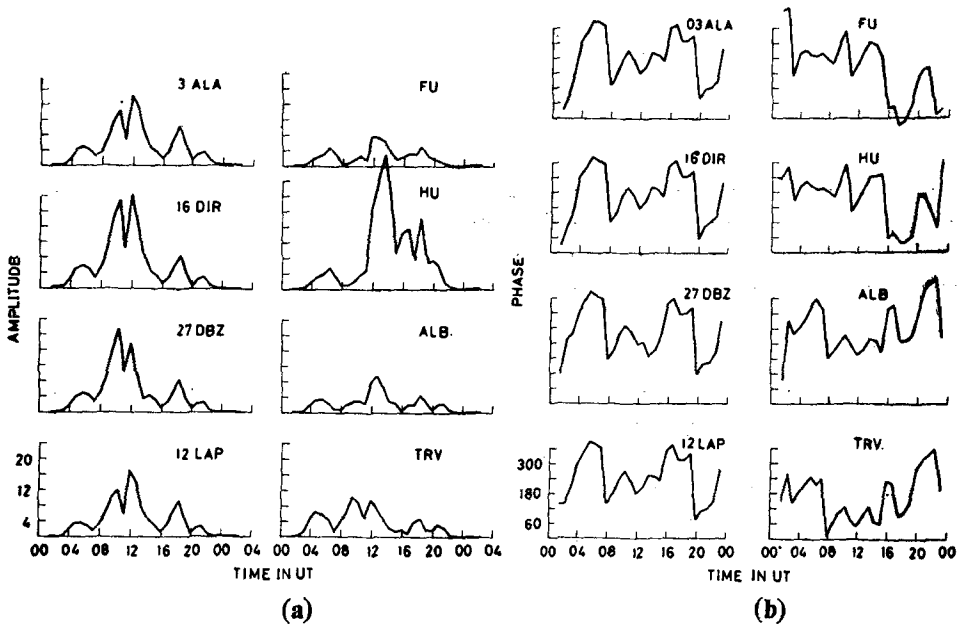 3 ALA
FU
16 DIR
HU
27 DBZ
ALB.
12 LAP
TRV
AMPLITUDB
20
12
4
00 04 08 12 16 20 00 04
00 04 08 12 16 20 00 04
TIME IN UT
(a)
03 ALA
FU
16 DIR
HU
27 DBZ
ALB
12 LAP
TRV.
PHASE
300
180
60
00 04 08 12 16 20 00
00 04 08 12 16 20 00
TIME IN UT
(b)